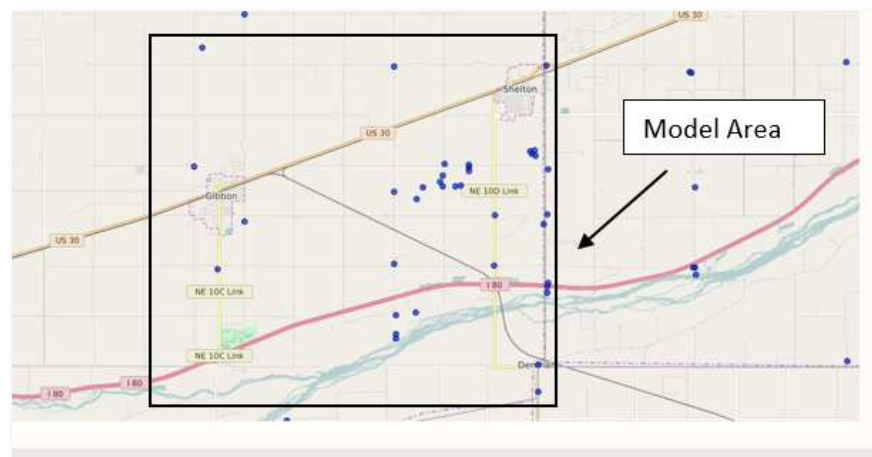 US 30
Shelton
US 30
Model Area
NE 10D Link
Gibbon
US 30
I 80
NE 10C Link
NE 10C Link
I 80
I 80